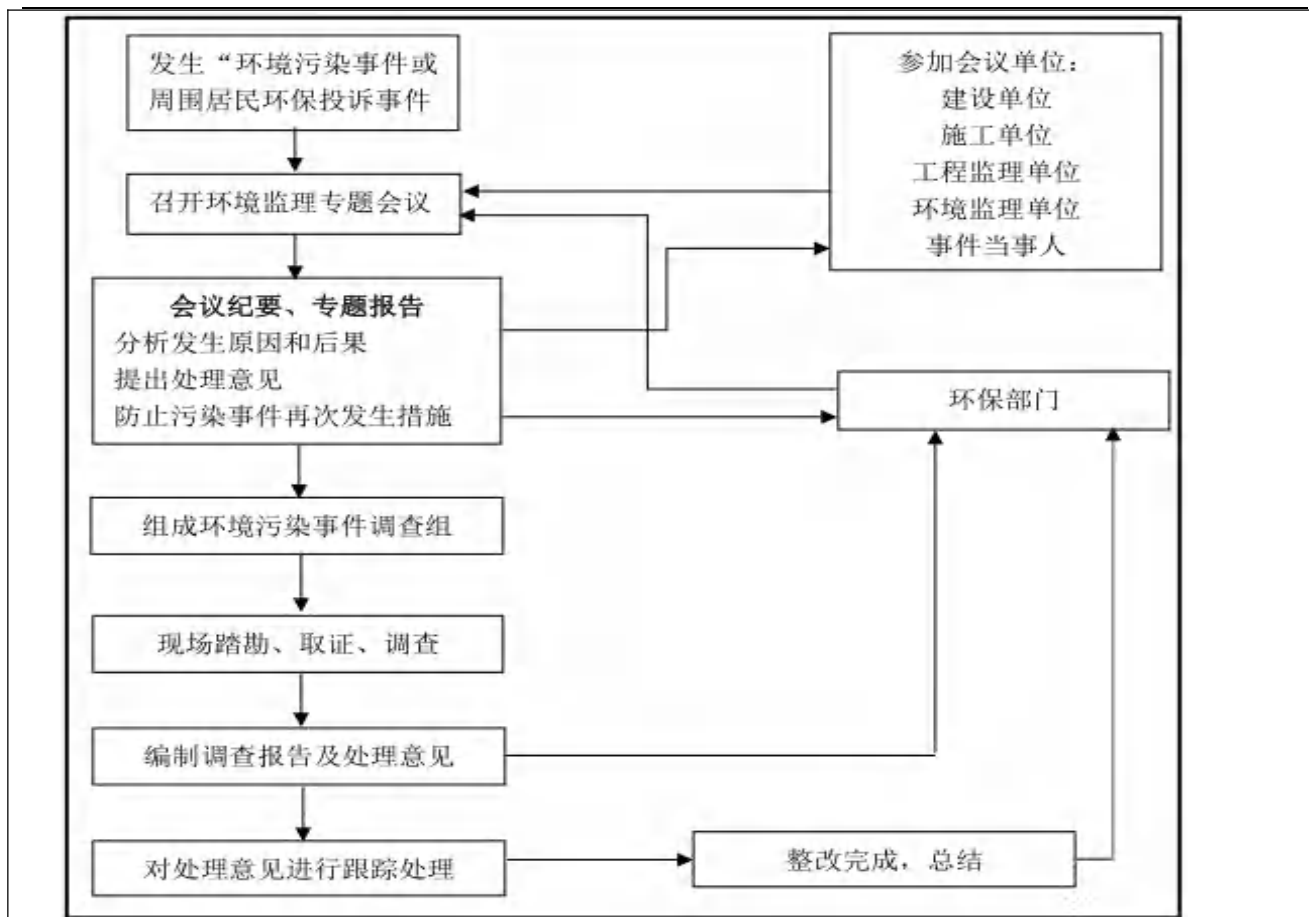 发生“环境污染事件或
周围居民环保投诉事件
召开环境监理专题会议
会议纪要、专题报告
分析发生原因和后果
提出处理意见
防止污染事件再次发生措施
组成环境污染事件调查组
现场踏勘、取证、调查
编制调查报告及处理意见
对处理意见进行跟踪处理
参加会议单位：
建设单位
施工单位
工程监理单位
环境监理单位
事件当事人
环保部门
整改完成，总结